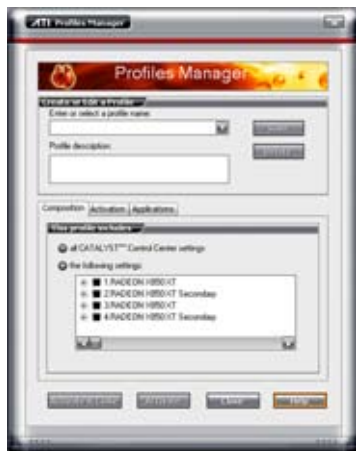 ATI Profiles Manager
Profiles Manager
Create or Edit a Profile
Enter or select a profile name:
Profile description:
Composition Activation Applications
This profile includes
all CATALYST™ Control Center settings
the following settings:
1.RADEON X850 XT
2.RADEON X850 XT Secondary
3.RADEON X850 XT
4.RADEON X850 XT Secondary
Close Help